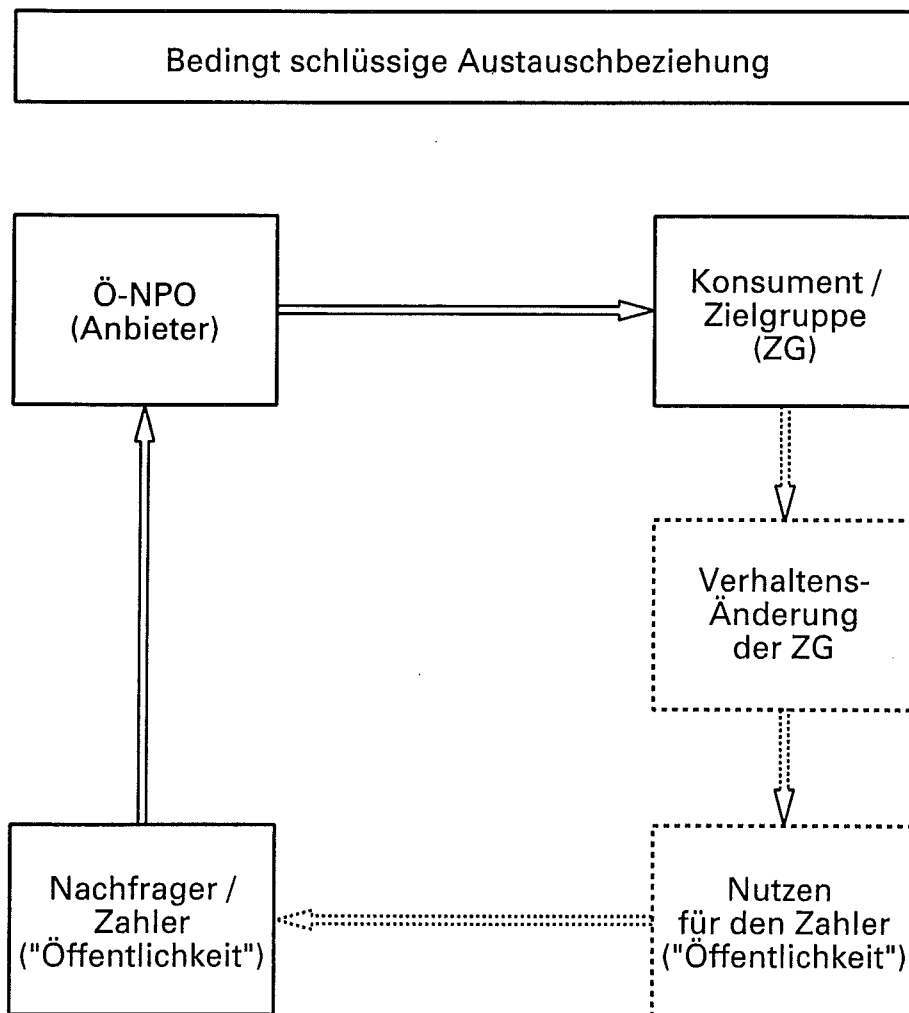 Bedingt schlüssige Austauschbeziehung
Ö-NPO
(Anbieter)
Konsument /
Zielgruppe
(ZG)
Verhaltens-
Änderung
der ZG
Nachfrager /
Zahler
("Öffentlichkeit")
Nutzen
für den Zahler
("Öffentlichkeit")